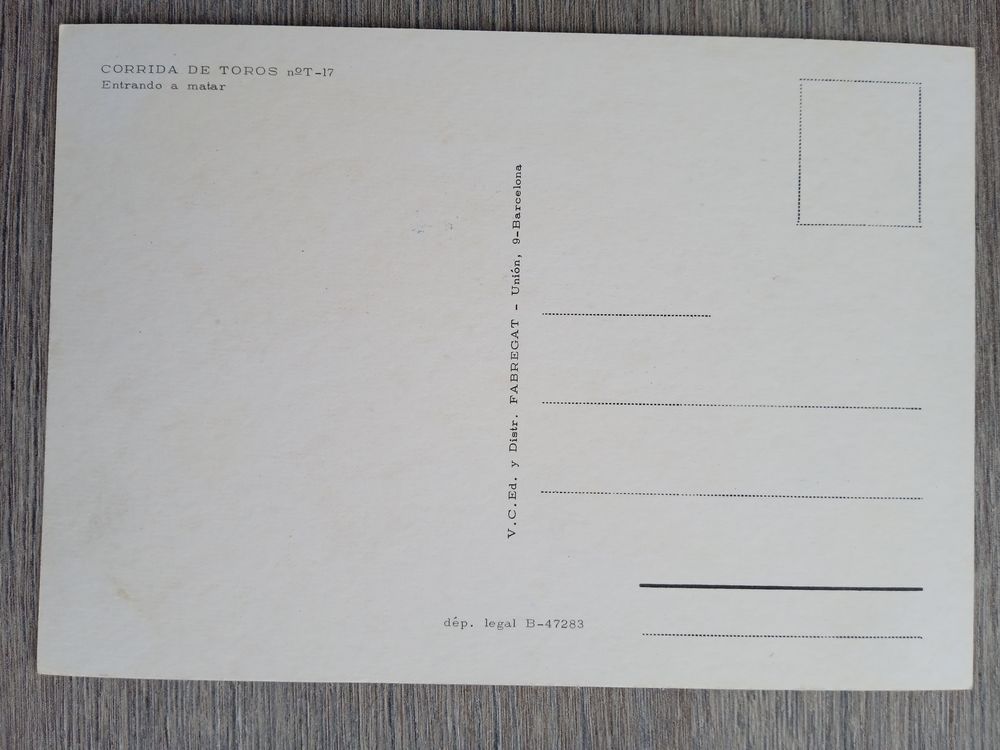 CORRIDA DE TOROS nºT-17
Entrando a matar
V.C.Ed. y Distr. FABREGAT - Unión, 9-Barcelona
dép. legal B-47283